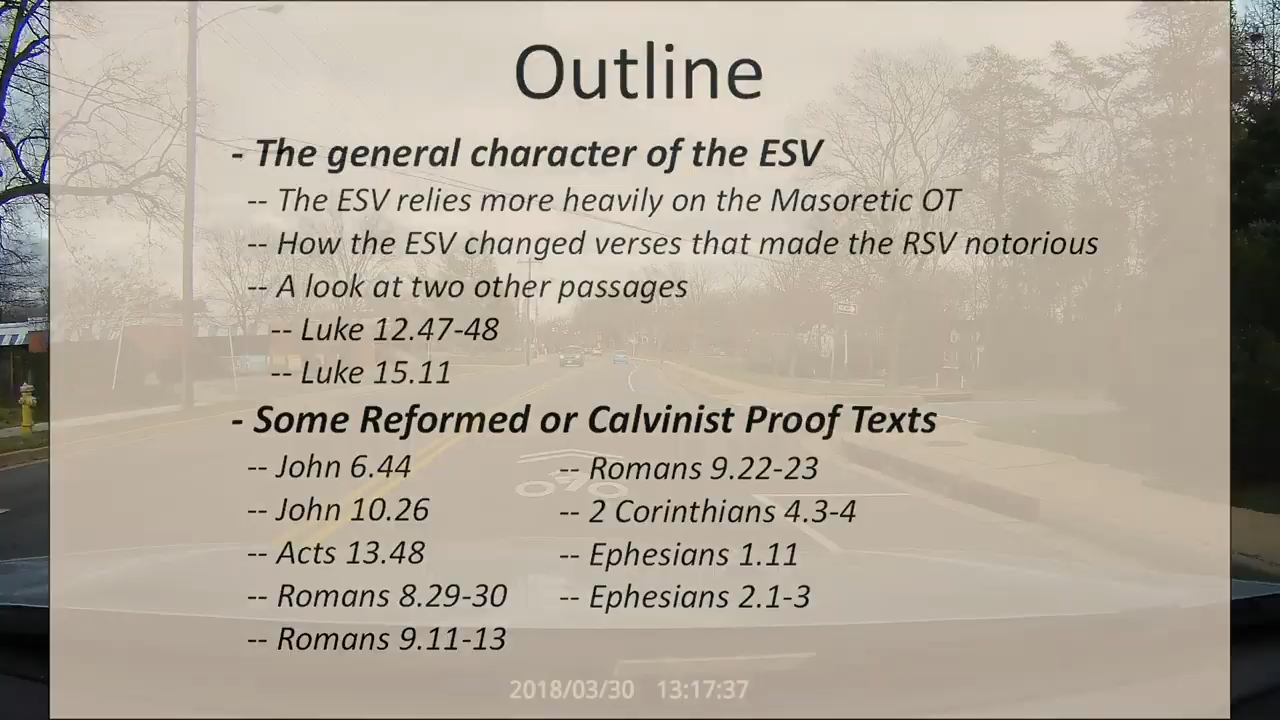 Outline
- The general character of the ESV
-- The ESV relies more heavily on the Masoretic OT
-- How the ESV changed verses that made the RSV notorious
-- A look at two other passages
-- Luke 12.47-48
-- Luke 15.11
- Some Reformed or Calvinist Proof Texts
-- John 6.44
-- John 10.26
-- Acts 13.48
-- Romans 8.29-30
-- Romans 9.11-13
-- Romans 9.22-23
-- 2 Corinthians 4.3-4
-- Ephesians 1.11
-- Ephesians 2.1-3
2018/03/30 13:17:37